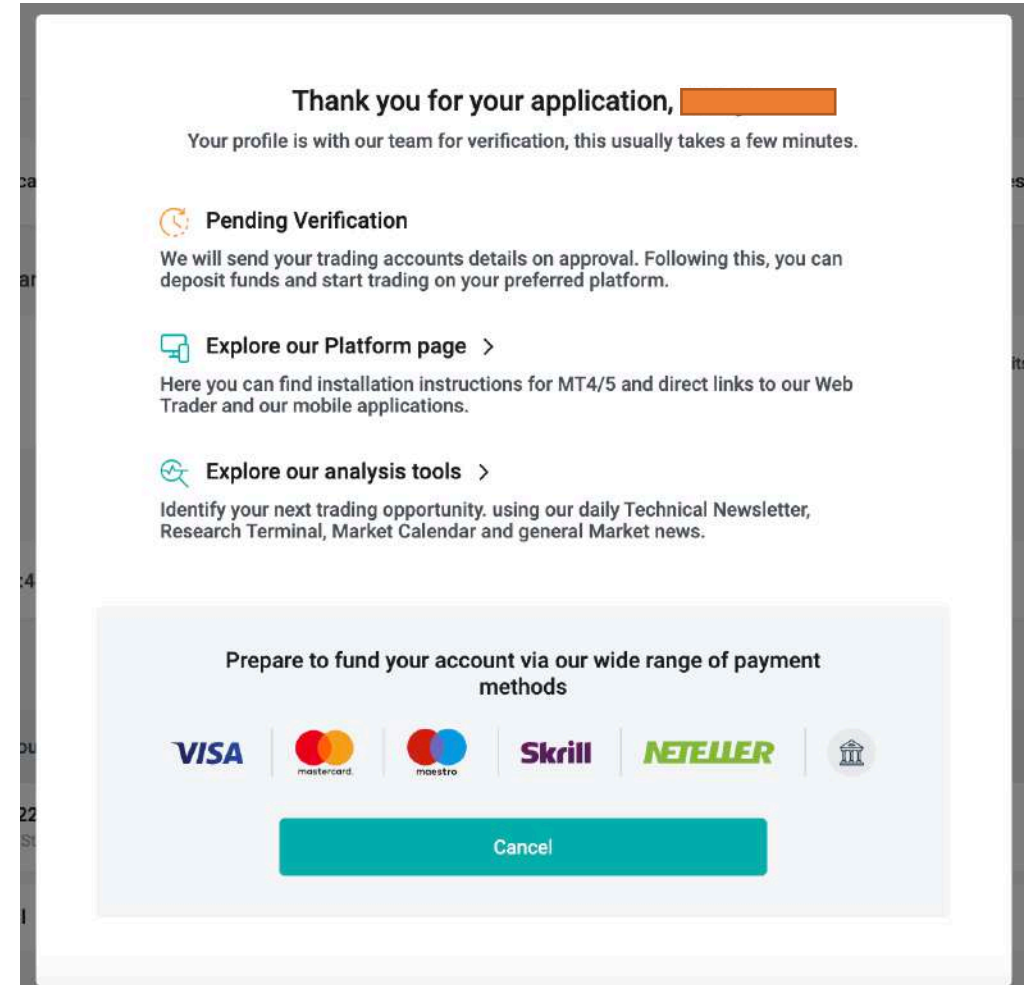 Thank you for your application,
Your profile is with our team for verification, this usually takes a few minutes.
Pending Verification
We will send your trading accounts details on approval. Following this, you can
deposit funds and start trading on your preferred platform.
Explore our Platform page >
Here you can find installation instructions for MT4/5 and direct links to our Web
Trader and our mobile applications.
Explore our analysis tools >
Identify your next trading opportunity. using our daily Technical Newsletter,
Research Terminal, Market Calendar and general Market news.
Prepare to fund your account via our wide range of payment
methods
VISA mastercard. maestro Skrill NETELLER
Cancel